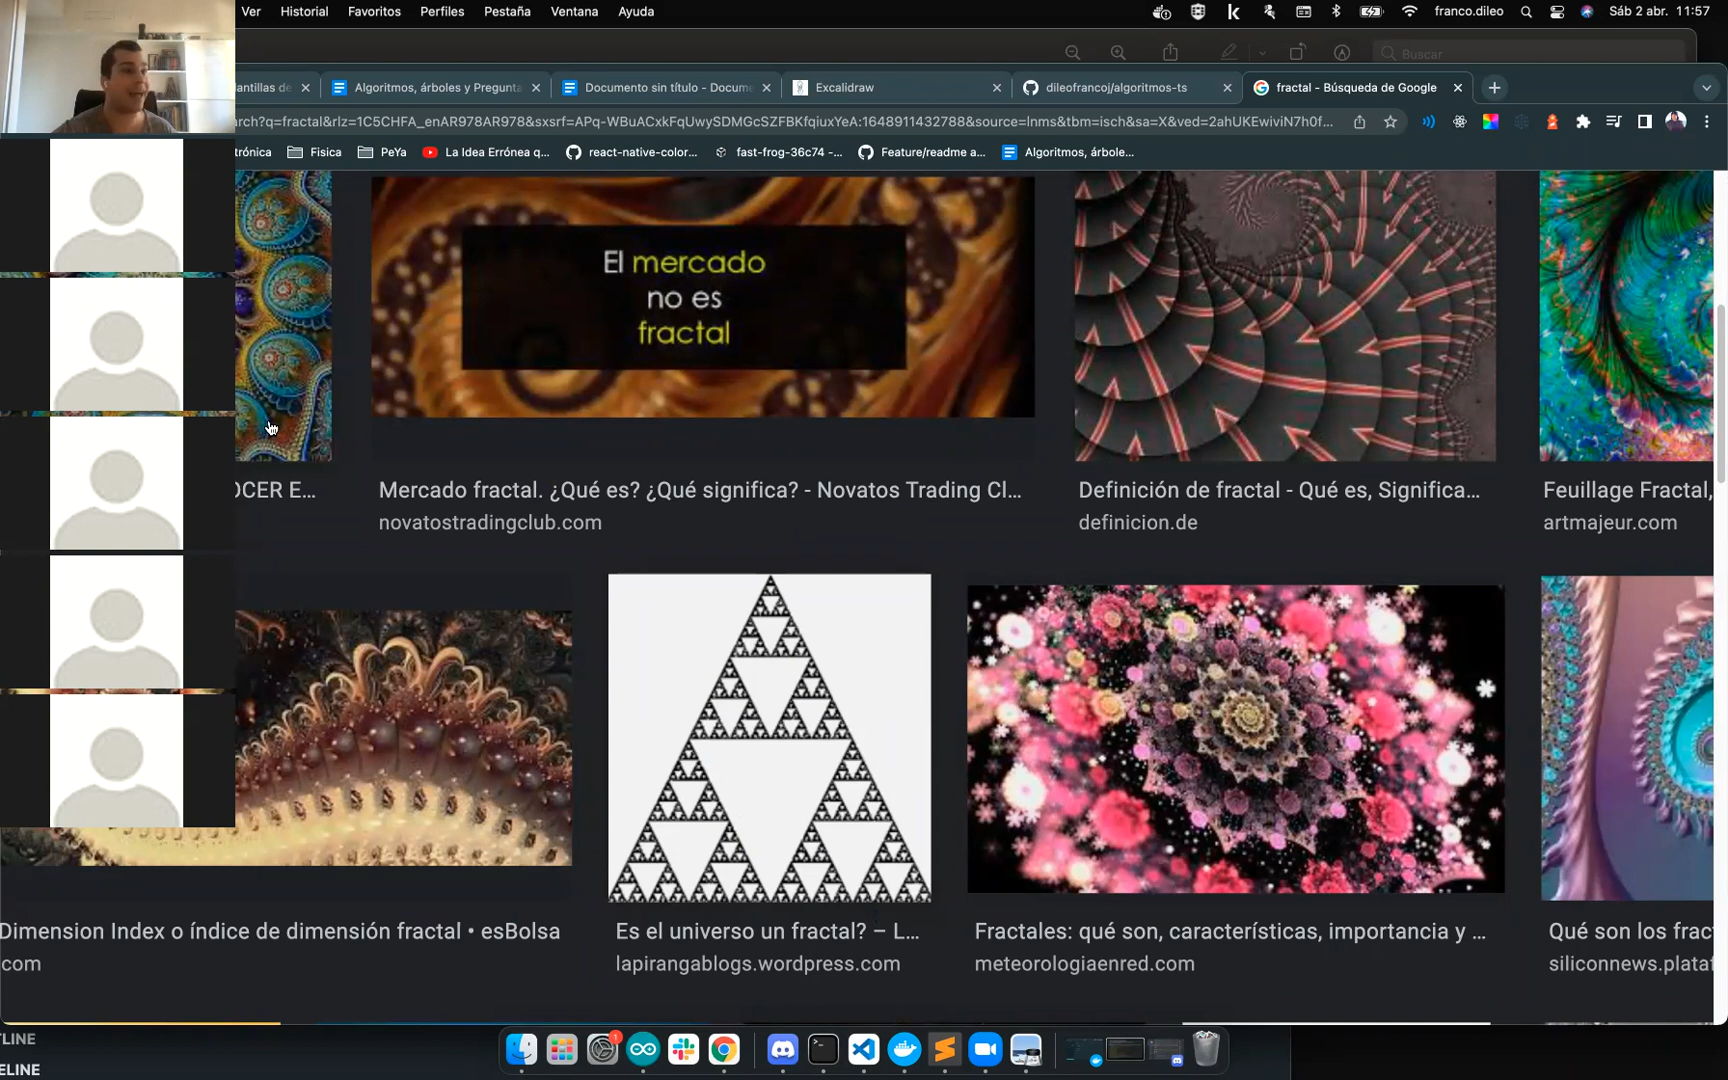 Ver Historial Favoritos Perfiles Pestaña Ventana Ayuda franco.dileo Sáb 2 abr. 11:57
Buscar
lantillas de Algoritmos, árboles y Pregunta Documento sin título - Docume Excalidraw dileofrancoj/algoritmos-ts fractal - Búsqueda de Google
rch?q=fractal&rlz=1C5CHFA_enAR978AR978&sxsrf=APq-WBuACxkFqUwySDMGcSZFBKfqiuxYeA:1648911432788&source=lnms&tbm=isch&sa=X&ved=2ahUKEwiviN7h0f...
trónica Fisica PeYa La Idea Errónea q... react-native-color... fast-frog-36c74 -... Feature/readme a... Algoritmos, árbole...
El mercado
no es
fractal
OCER E... Mercado fractal. ¿Qué es? ¿Qué significa? - Novatos Trading Cl... Definición de fractal - Qué es, Significa... Feuillage Fractal,
novatostradingclub.com definicion.de artmajeur.com
Dimension Index o índice de dimensión fractal • esBolsa Es el universo un fractal? – L... Fractales: qué son, características, importancia y ... Qué son los frac
com lapirangablogs.wordpress.com meteorologiaenred.com siliconnews.plataf
TLINE
ELINE